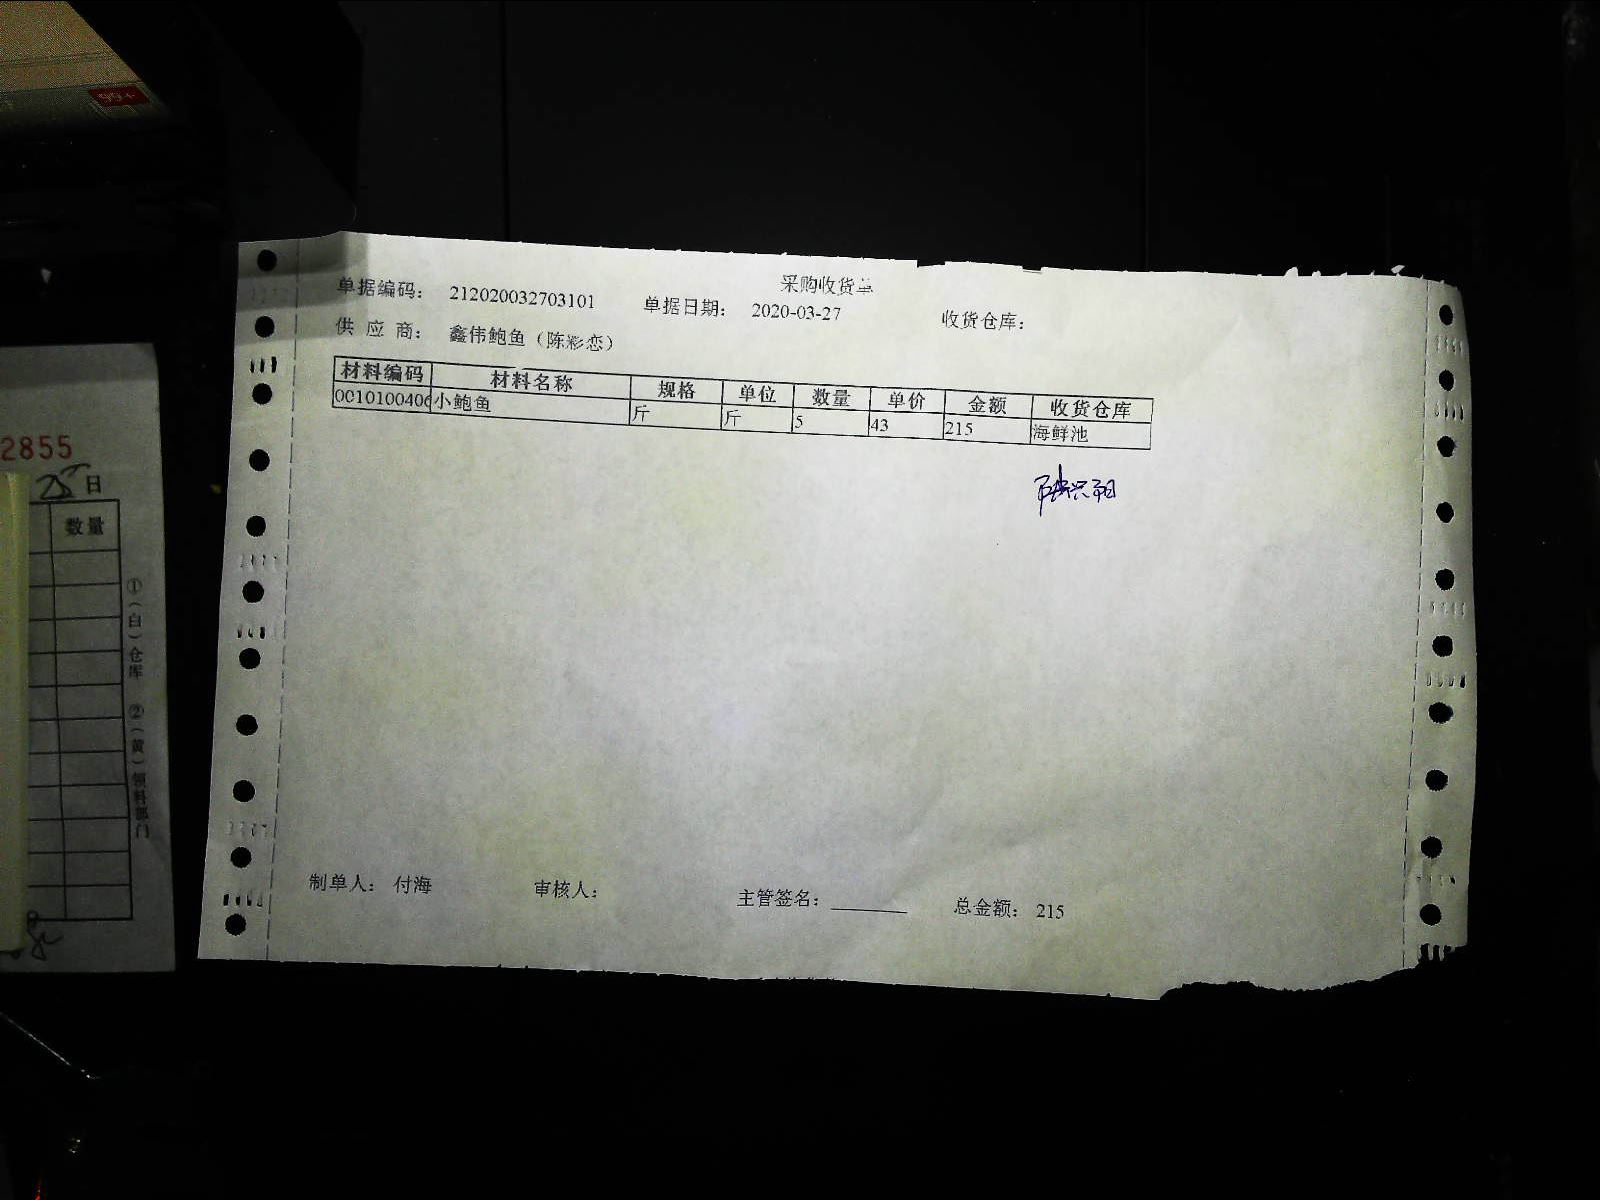 采购收货单
单据编码： 212020032703101 单据日期： 2020-03-27 收货仓库：
供 应 商： 鑫伟鲍鱼（陈彩恋）
材料编码 材料名称 规格 单位 数量 单价 金额 收货仓库
0010100406 小鲍鱼 斤 斤 5 43 215 海鲜池
制单人： 付海 审核人： 主管签名： 总金额： 215
99+
2855
25日
数量
①（白）仓库 ②（黄）领料部门